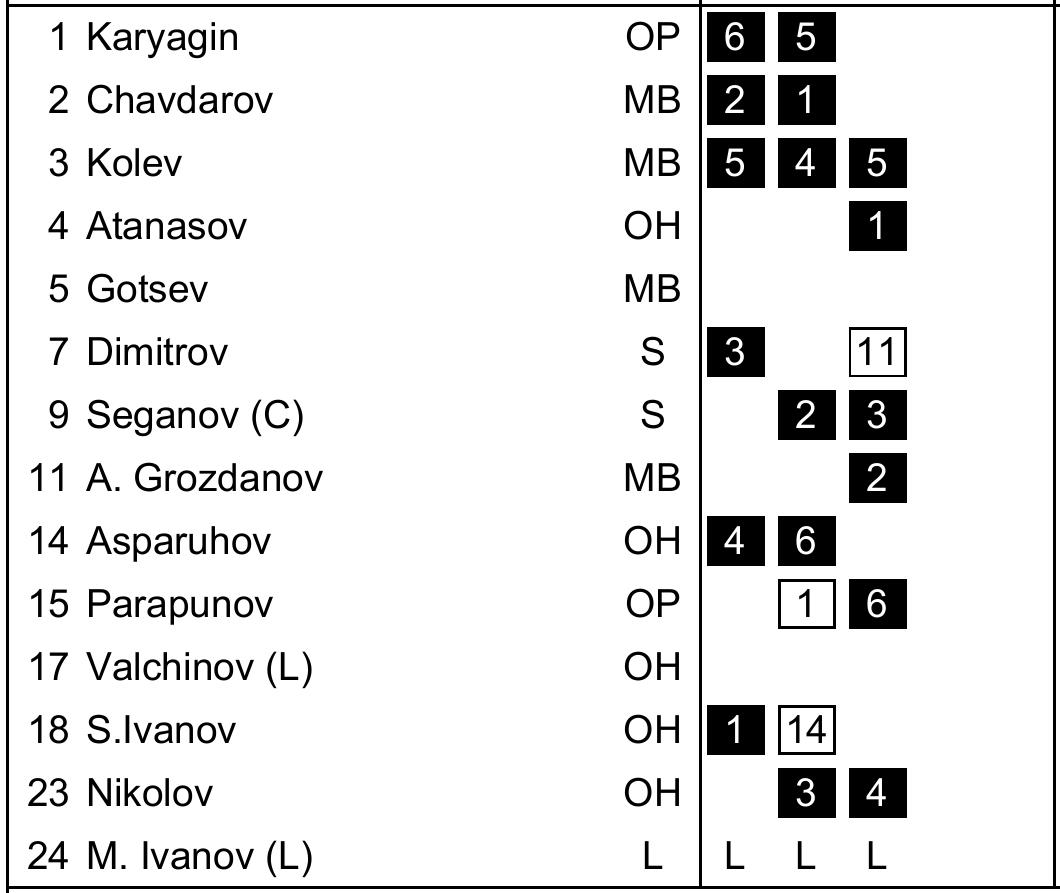 1 Karyagin OP 6 5
2 Chavdarov MB 2 1
3 Kolev MB 5 4 5
4 Atanasov OH 1
5 Gotsev MB
7 Dimitrov S 3 11
9 Seganov (C) S 2 3
11 A. Grozdanov MB 2
14 Asparuhov OH 4 6
15 Parapunov OP 1 6
17 Valchinov (L) OH
18 S.Ivanov OH 1 14
23 Nikolov OH 3 4
24 M. Ivanov (L) L L L L